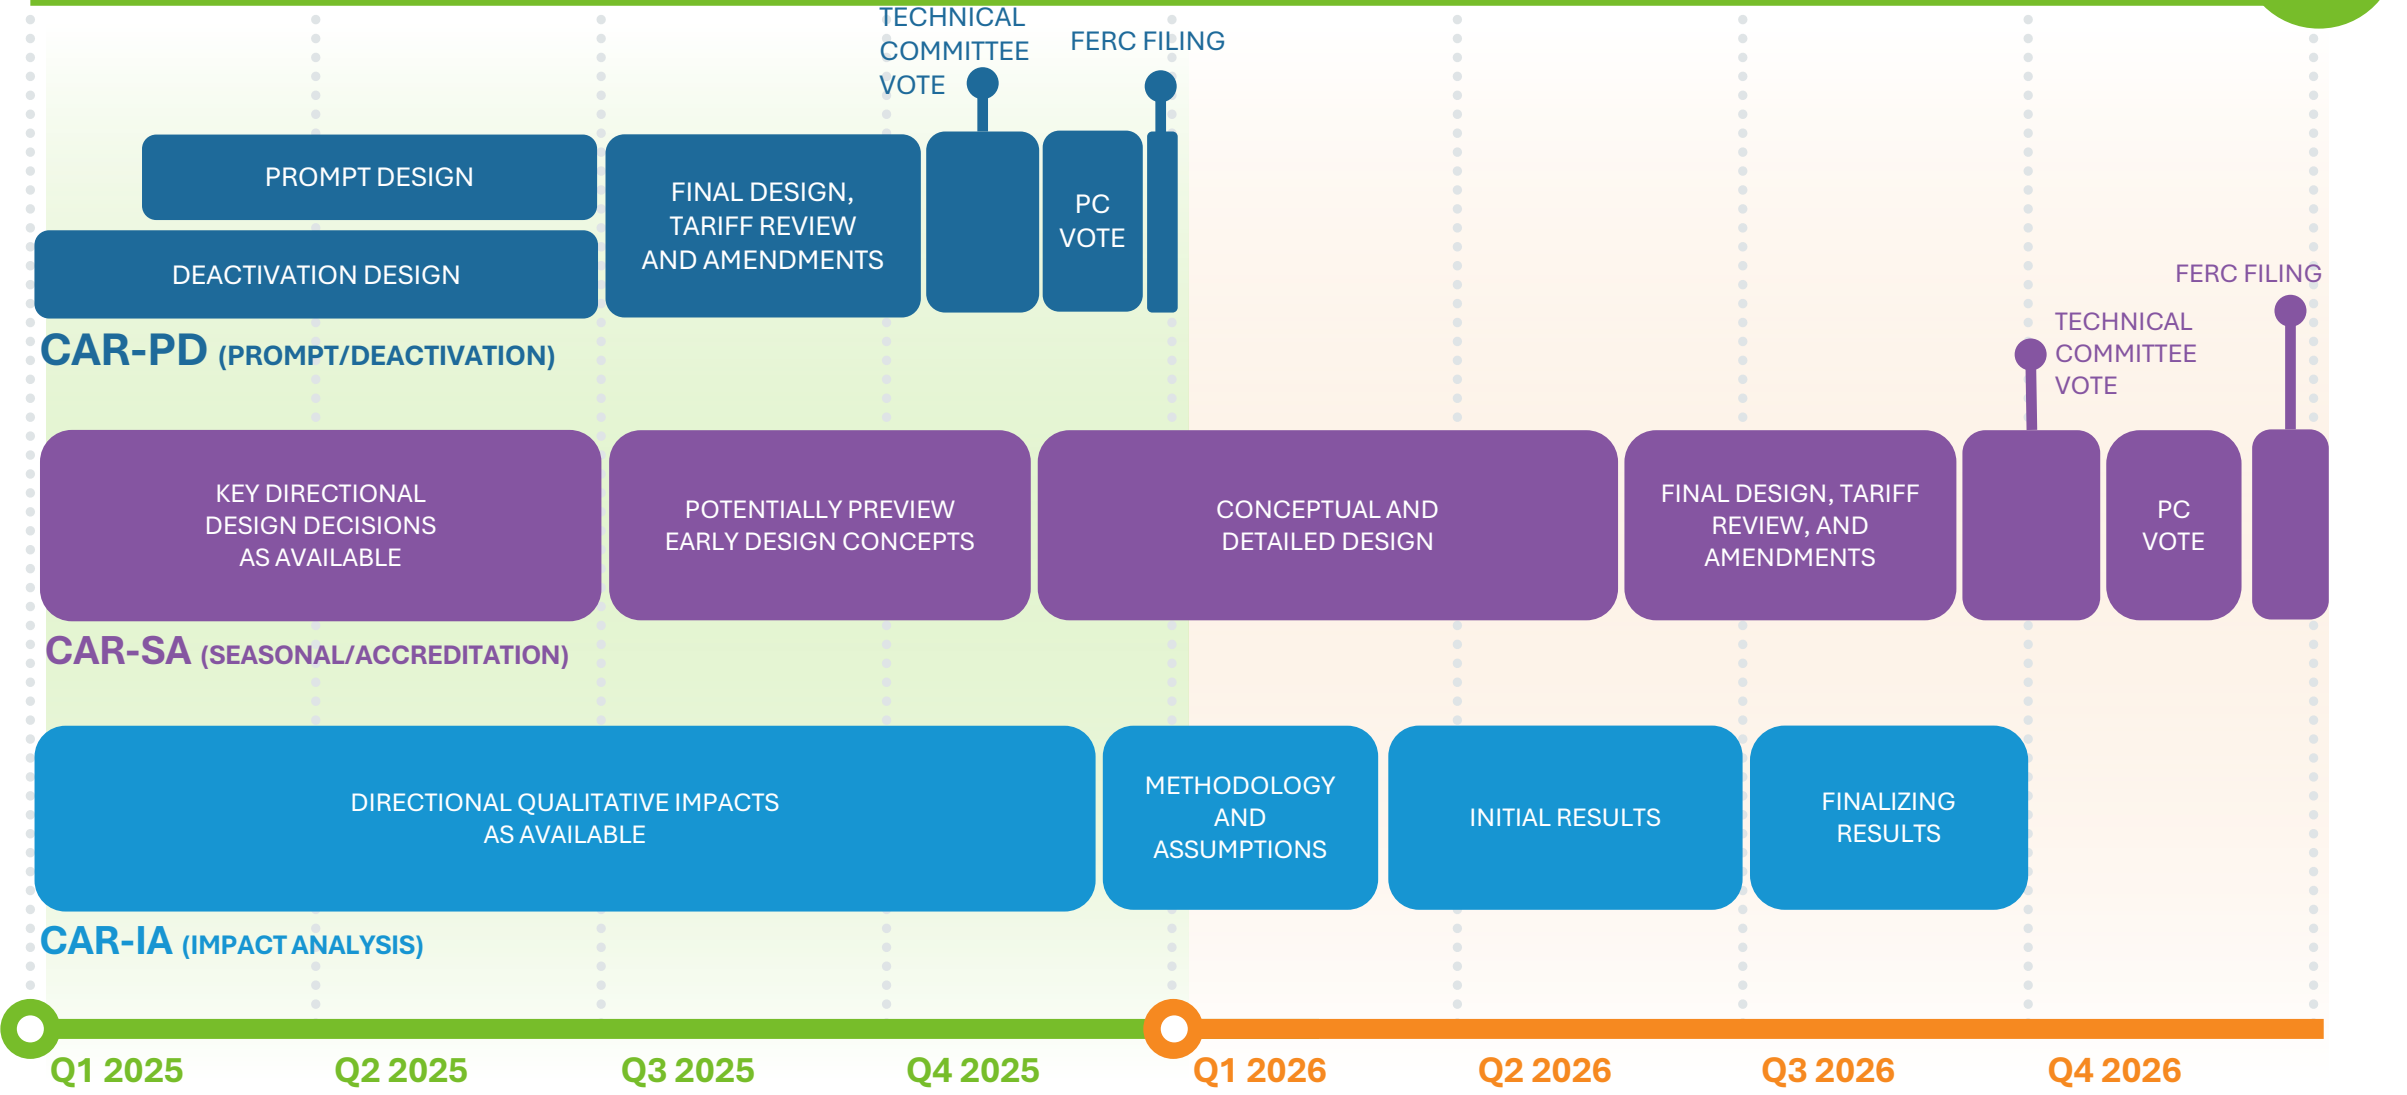 TECHNICAL
COMMITTEE
VOTE
FERC FILING
PROMPT DESIGN
DEACTIVATION DESIGN
FINAL DESIGN,
TARIFF REVIEW
AND AMENDMENTS
PC
VOTE
CAR-PD (PROMPT/DEACTIVATION)
FERC FILING
TECHNICAL
COMMITTEE
VOTE
KEY DIRECTIONAL
DESIGN DECISIONS
AS AVAILABLE
POTENTIALLY PREVIEW
EARLY DESIGN CONCEPTS
CONCEPTUAL AND
DETAILED DESIGN
FINAL DESIGN, TARIFF
REVIEW, AND
AMENDMENTS
PC
VOTE
CAR-SA (SEASONAL/ACCREDITATION)
DIRECTIONAL QUALITATIVE IMPACTS
AS AVAILABLE
METHODOLOGY
AND
ASSUMPTIONS
INITIAL RESULTS
FINALIZING
RESULTS
CAR-IA (IMPACT ANALYSIS)
Q1 2025
Q2 2025
Q3 2025
Q4 2025
Q1 2026
Q2 2026
Q3 2026
Q4 2026